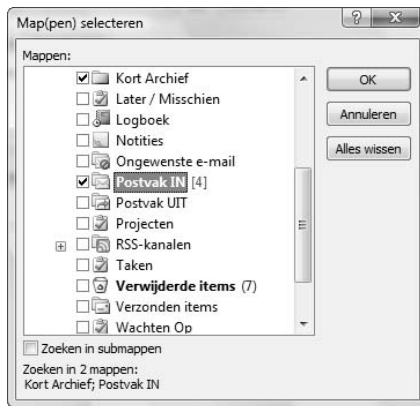 Map(pen) selecteren
Mappen:
Kort Archief
Later / Misschien
Logboek
Notities
Ongewenste e-mail
Postvak IN [4]
Postvak UIT
Projecten
RSS-kanalen
Taken
Verwijderde items (7)
Verzonden items
Wachten Op
OK
Annuleren
Alles wissen
Zoeken in submappen
Zoeken in 2 mappen:
Kort Archief; Postvak IN